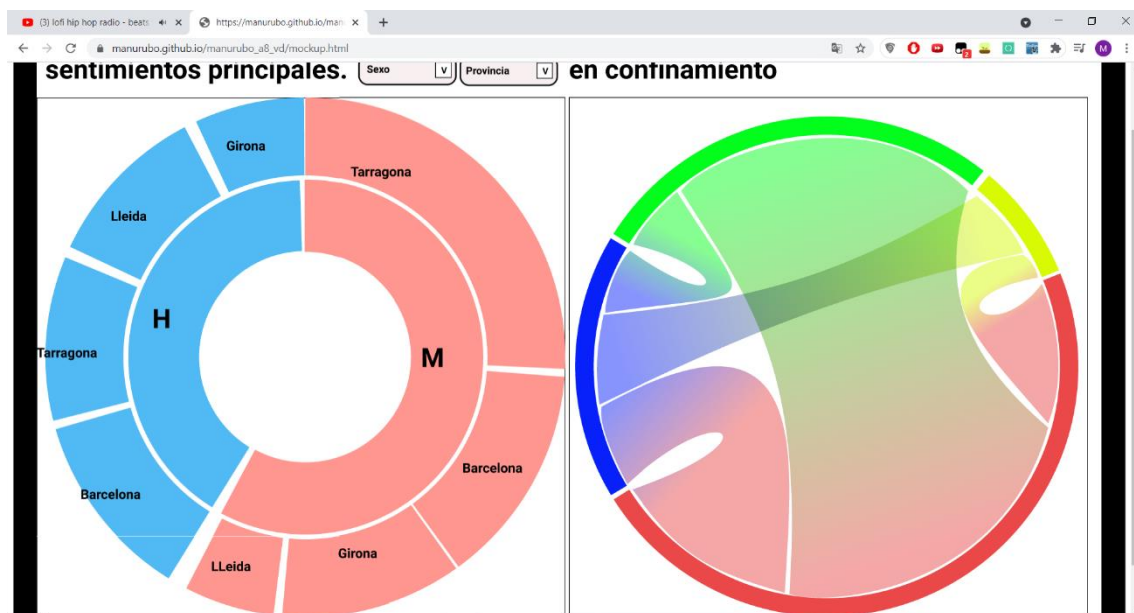 (3) lofi hip hop radio - beats
https://manurubo.github.io/man
manurubo.github.io/manurubo_a8_vd/mockup.html
2
M
sentimientos principales.
Sexo
v
Provincia
v
en confinamiento
Girona
Tarragona
Lleida
H
Tarragona
M
Barcelona
Barcelona
Girona
LLeida